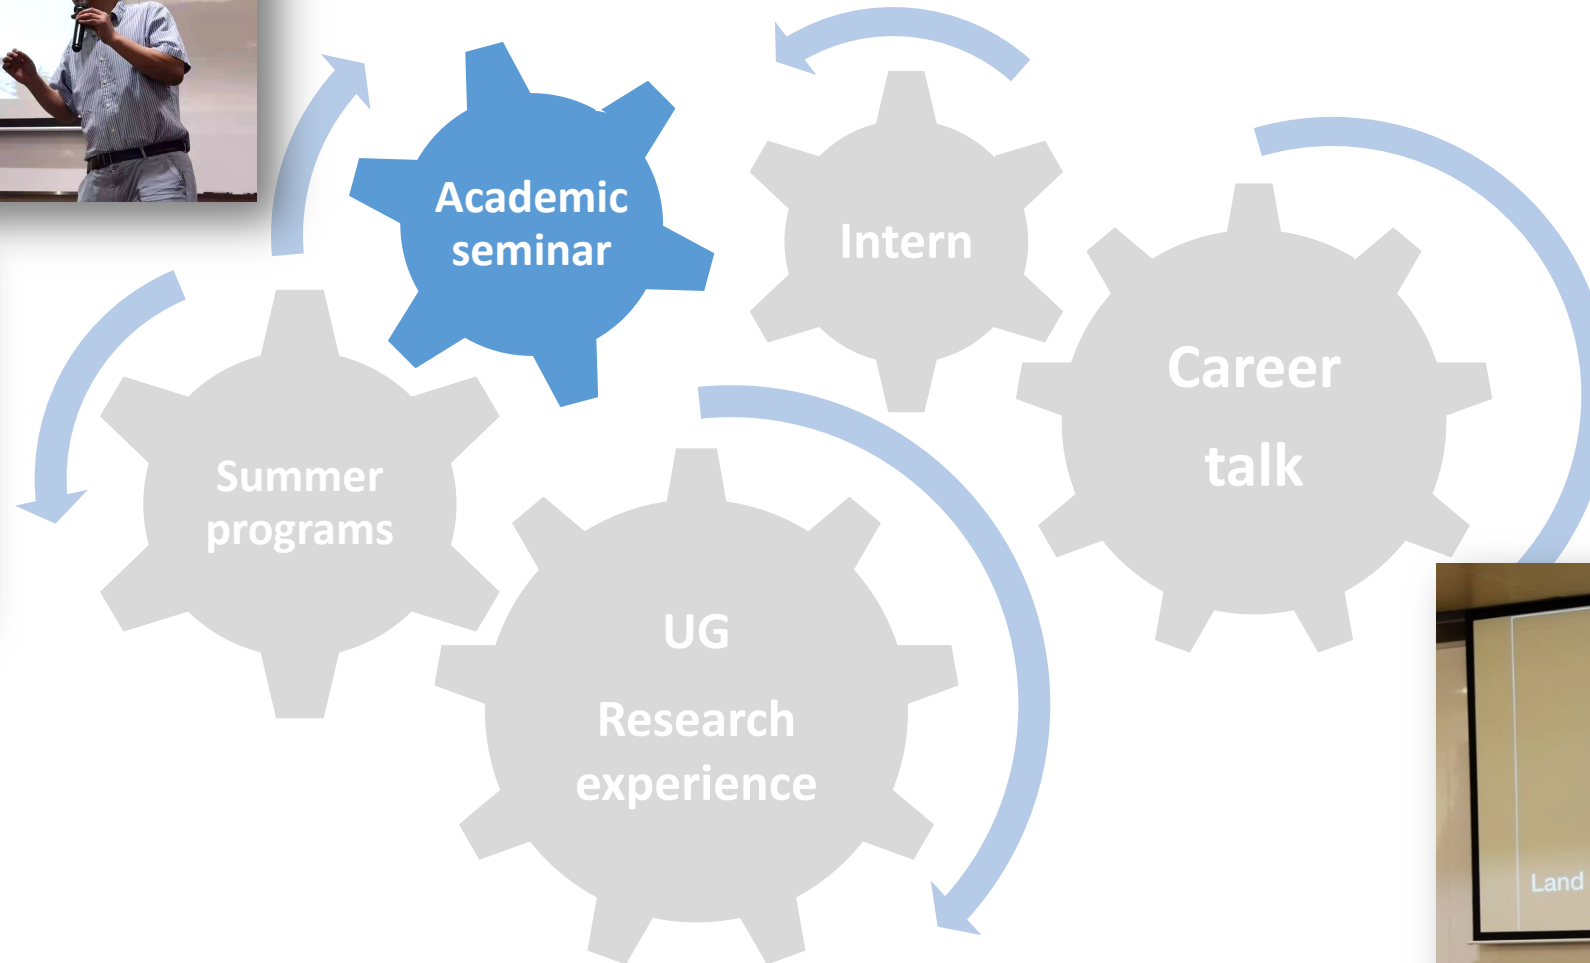 Academic
seminar
Intern
Career
talk
Summer
programs
UG
Research
experience
Land